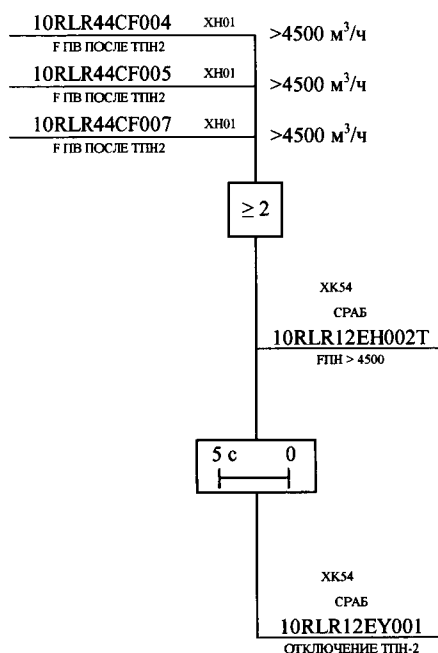 10RLR44CF004 XH01 >4500 м³/ч
F ПВ ПОСЛЕ ТПН2
10RLR44CF005 XH01 >4500 м³/ч
F ПВ ПОСЛЕ ТПН2
10RLR44CF007 XH01 >4500 м³/ч
F ПВ ПОСЛЕ ТПН2
≥ 2
XK54
СРАБ
10RLR12EH002T
FПН > 4500
5 с 0
XK54
СРАБ
10RLR12EY001
ОТКЛЮЧЕНИЕ ТПН-2